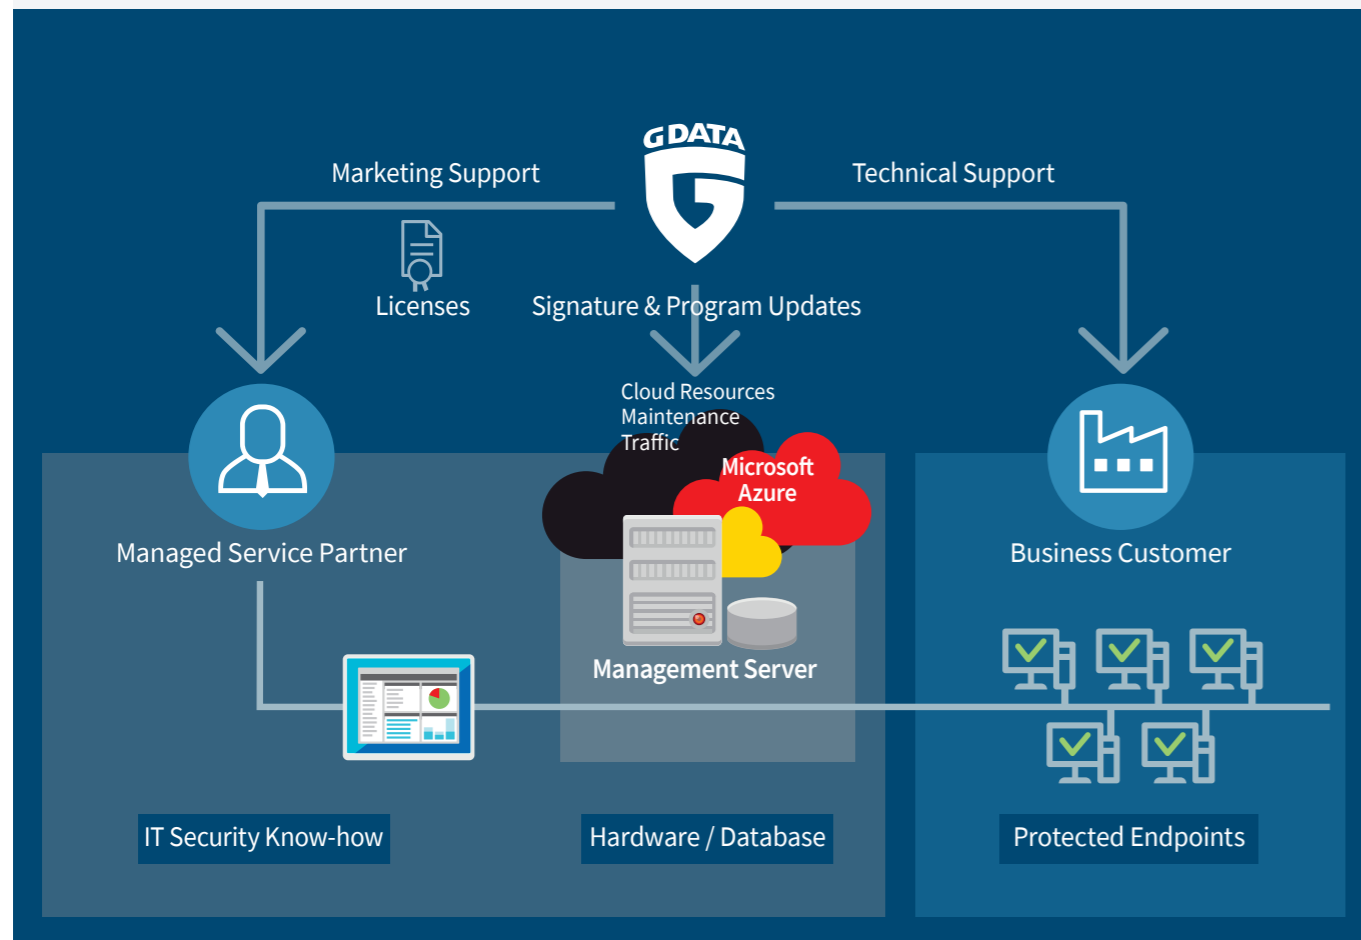 G DATA
Marketing Support
Technical Support
Licenses
Signature & Program Updates
Cloud Resources
Maintenance
Traffic
Microsoft
Azure
Managed Service Partner
Business Customer
Management Server
IT Security Know-how
Hardware / Database
Protected Endpoints